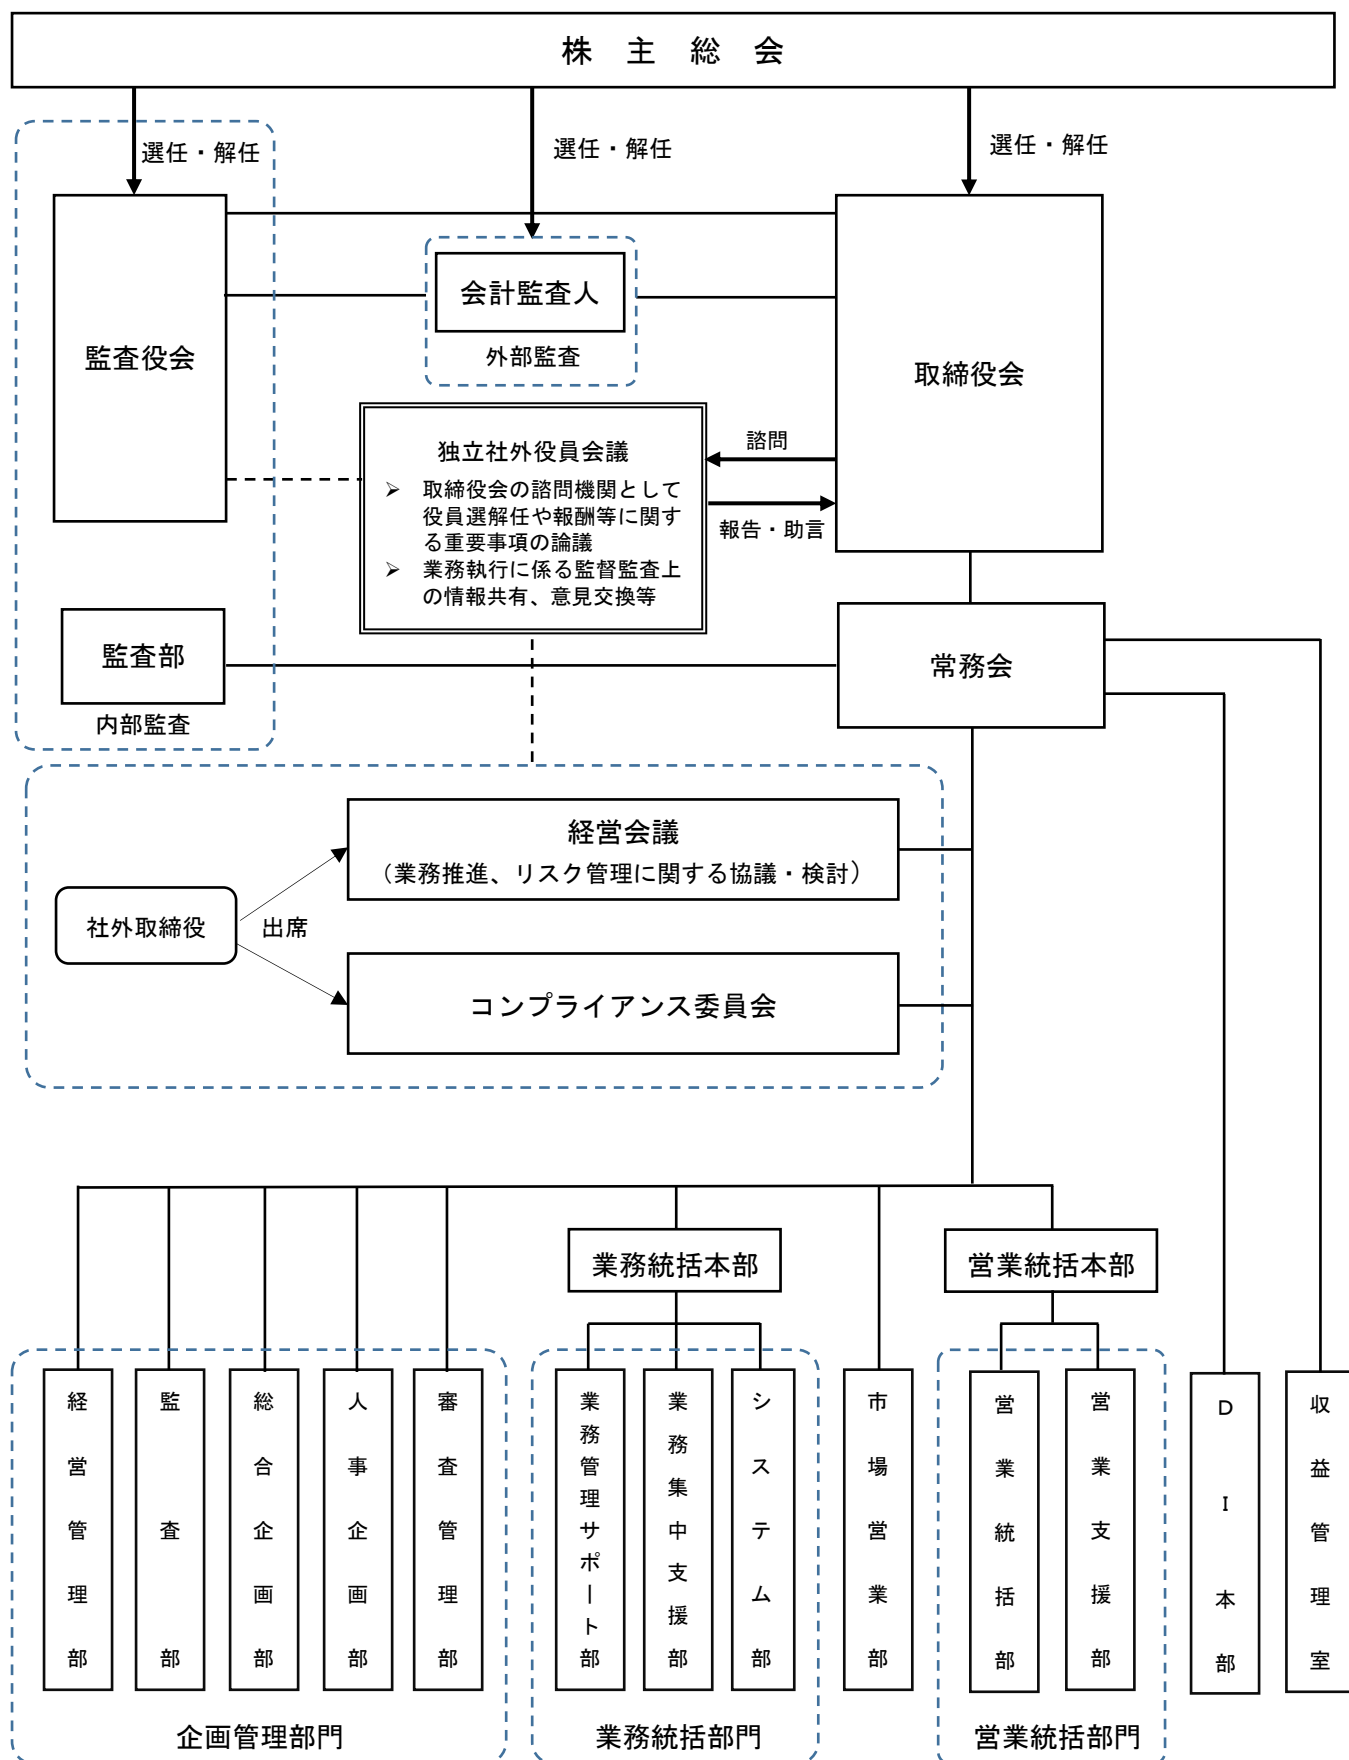 株 主 総 会
選任・解任
選任・解任
選任・解任
監査役会
会計監査人
外部監査
取締役会
独立社外役員会議
➢ 取締役会の諮問機関として
役員選解任や報酬等に関す
る重要事項の論議
➢ 業務執行に係る監督監査上
の情報共有、意見交換等
諮問
報告・助言
監査部
内部監査
常務会
経営会議
（業務推進、リスク管理に関する協議・検討）
社外取締役
出席
コンプライアンス委員会
業務統括本部
営業統括本部
経営管理部
監査部
総合企画部
人事企画部
審査管理部
業務管理サポート部
業務集中支援部
システム部
市場営業部
営業統括部
営業支援部
ＤＩ本部
収益管理室
企画管理部門
業務統括部門
営業統括部門